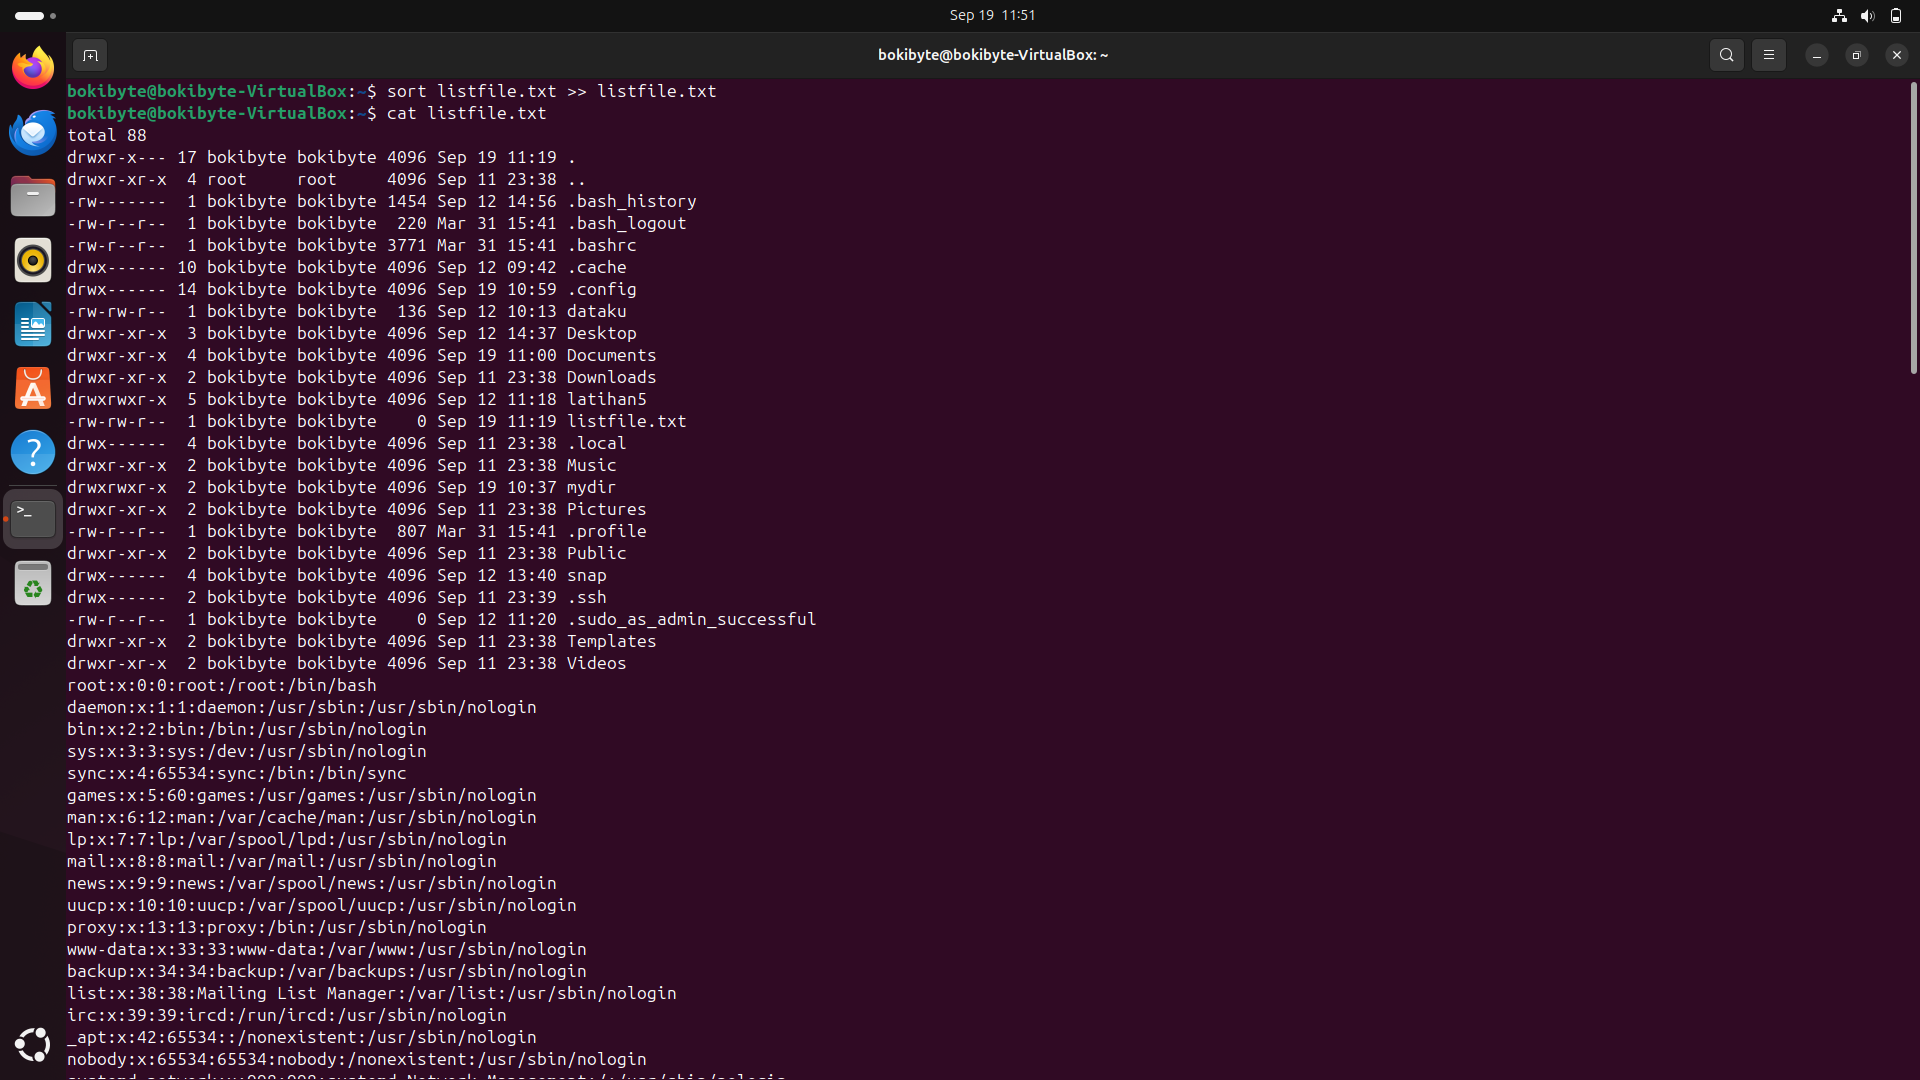 Sep 19 11:51
bokibyte@bokibyte-VirtualBox: ~
bokibyte@bokibyte-VirtualBox:~$ sort listfile.txt >> listfile.txt
bokibyte@bokibyte-VirtualBox:~$ cat listfile.txt
total 88
drwxr-x--- 17 bokibyte bokibyte 4096 Sep 19 11:19 .
drwxr-xr-x  4 root     root     4096 Sep 11 23:38 ..
-rw-------  1 bokibyte bokibyte 1454 Sep 12 14:56 .bash_history
-rw-r--r--  1 bokibyte bokibyte  220 Mar 31 15:41 .bash_logout
-rw-r--r--  1 bokibyte bokibyte 3771 Mar 31 15:41 .bashrc
drwx------ 10 bokibyte bokibyte 4096 Sep 12 09:42 .cache
drwx------ 14 bokibyte bokibyte 4096 Sep 19 10:59 .config
-rw-rw-r--  1 bokibyte bokibyte  136 Sep 12 10:13 dataku
drwxr-xr-x  3 bokibyte bokibyte 4096 Sep 12 14:37 Desktop
drwxr-xr-x  4 bokibyte bokibyte 4096 Sep 19 11:00 Documents
drwxr-xr-x  2 bokibyte bokibyte 4096 Sep 11 23:38 Downloads
drwxrwxr-x  5 bokibyte bokibyte 4096 Sep 12 11:18 latihan5
-rw-rw-r--  1 bokibyte bokibyte    0 Sep 19 11:19 listfile.txt
drwx------  4 bokibyte bokibyte 4096 Sep 11 23:38 .local
drwxr-xr-x  2 bokibyte bokibyte 4096 Sep 11 23:38 Music
drwxrwxr-x  2 bokibyte bokibyte 4096 Sep 19 10:37 mydir
drwxr-xr-x  2 bokibyte bokibyte 4096 Sep 11 23:38 Pictures
-rw-r--r--  1 bokibyte bokibyte  807 Mar 31 15:41 .profile
drwxr-xr-x  2 bokibyte bokibyte 4096 Sep 11 23:38 Public
drwx------  4 bokibyte bokibyte 4096 Sep 12 13:40 snap
drwx------  2 bokibyte bokibyte 4096 Sep 11 23:39 .ssh
-rw-r--r--  1 bokibyte bokibyte    0 Sep 12 11:20 .sudo_as_admin_successful
drwxr-xr-x  2 bokibyte bokibyte 4096 Sep 11 23:38 Templates
drwxr-xr-x  2 bokibyte bokibyte 4096 Sep 11 23:38 Videos
root:x:0:0:root:/root:/bin/bash
daemon:x:1:1:daemon:/usr/sbin:/usr/sbin/nologin
bin:x:2:2:bin:/bin:/usr/sbin/nologin
sys:x:3:3:sys:/dev:/usr/sbin/nologin
sync:x:4:65534:sync:/bin:/bin/sync
games:x:5:60:games:/usr/games:/usr/sbin/nologin
man:x:6:12:man:/var/cache/man:/usr/sbin/nologin
lp:x:7:7:lp:/var/spool/lpd:/usr/sbin/nologin
mail:x:8:8:mail:/var/mail:/usr/sbin/nologin
news:x:9:9:news:/var/spool/news:/usr/sbin/nologin
uucp:x:10:10:uucp:/var/spool/uucp:/usr/sbin/nologin
proxy:x:13:13:proxy:/bin:/usr/sbin/nologin
www-data:x:33:33:www-data:/var/www:/usr/sbin/nologin
backup:x:34:34:backup:/var/backups:/usr/sbin/nologin
list:x:38:38:Mailing List Manager:/var/list:/usr/sbin/nologin
irc:x:39:39:ircd:/run/ircd:/usr/sbin/nologin
_apt:x:42:65534::/nonexistent:/usr/sbin/nologin
nobody:x:65534:65534:nobody:/nonexistent:/usr/sbin/nologin